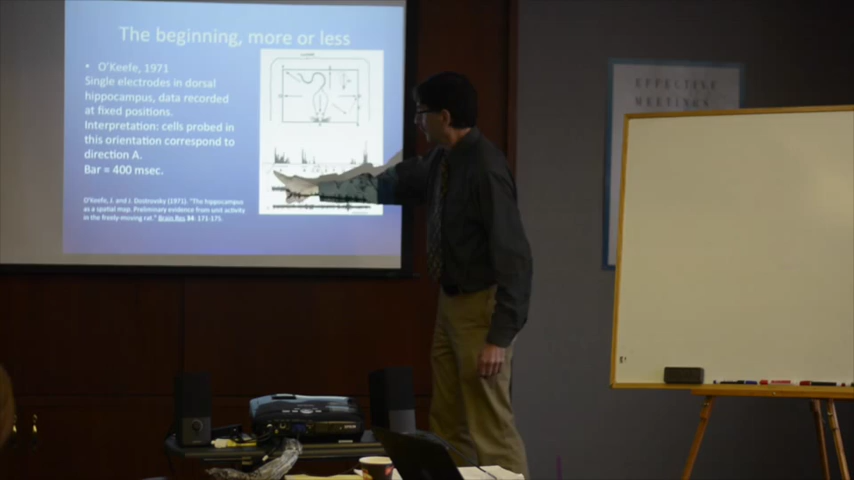 The beginning, more or less
• O'Keefe, 1971
Single electrodes in dorsal
hippocampus, data recorded
at fixed positions.
Interpretation: cells probed in
this orientation correspond to
direction A.
Bar = 400 msec.
O'Keefe, J. and J. Dostrovsky (1971). "The hippocampus
as a spatial map. Preliminary evidence from unit activity
in the freely-moving rat." Brain Res 34: 171-175.
EFFECTIVE
MEETINGS